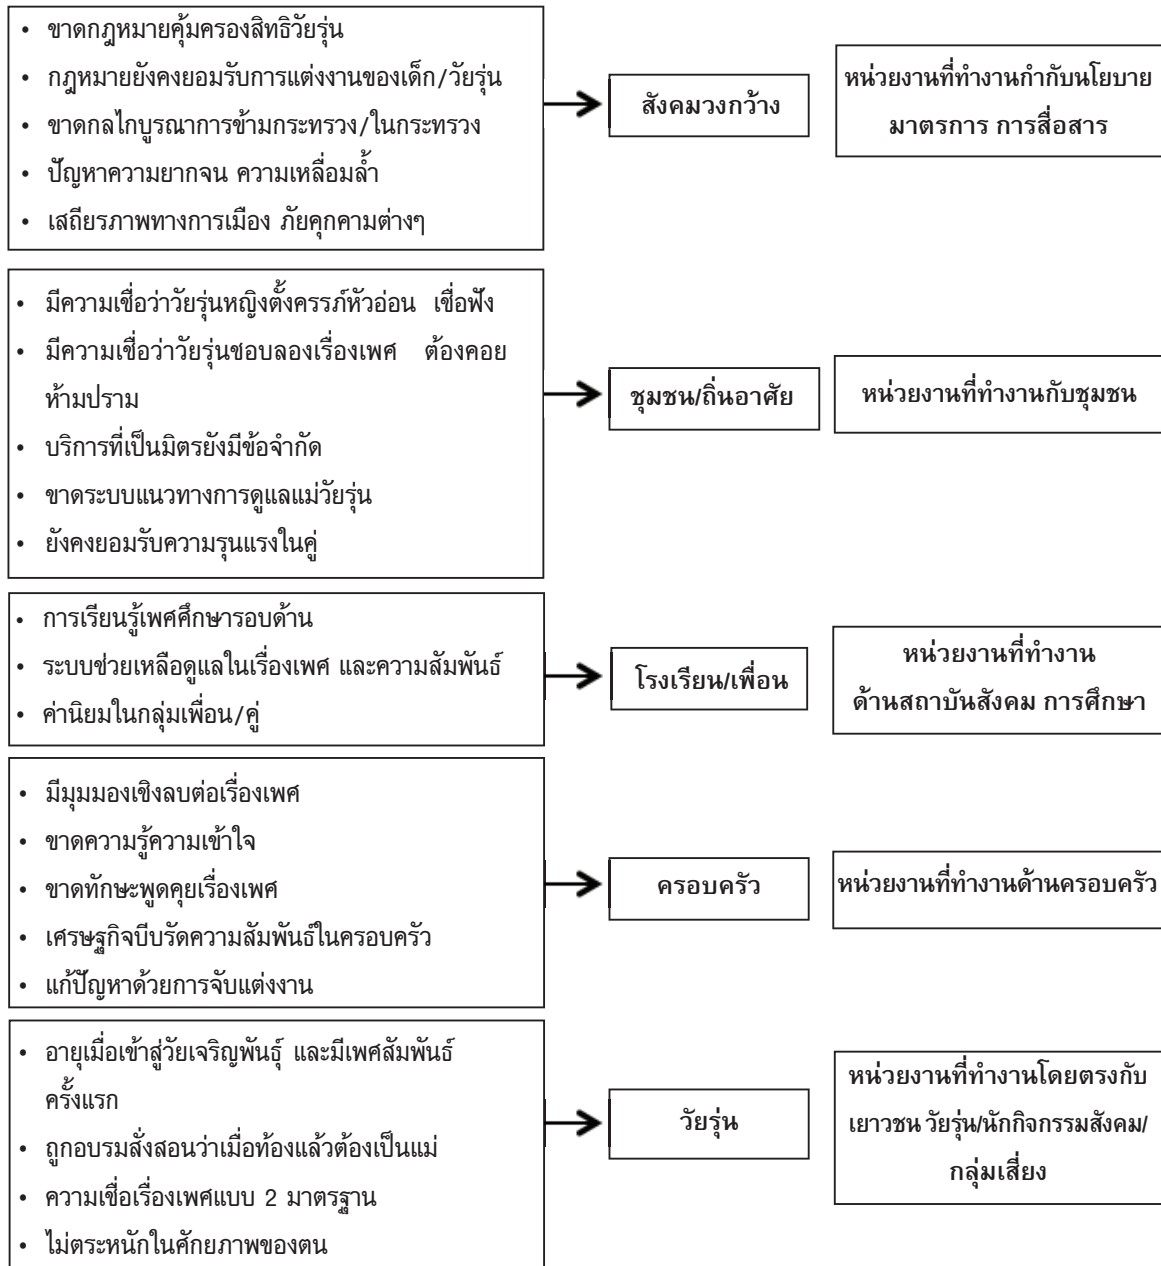 • ขาดกฎหมายคุ้มครองสิทธิวัยรุ่น
• กฎหมายยังคงยอมรับการแต่งงานของเด็ก/วัยรุ่น
• ขาดกลไกบูรณาการข้ามกระทรวง/ในกระทรวง
• ปัญหาความยากจน ความเหลื่อมล้ำ
• เสถียรภาพทางการเมือง ภัยคุกคามต่างๆ
สังคมวงกว้าง
หน่วยงานที่ทำงานกำกับนโยบาย
มาตรการ การสื่อสาร
• มีความเชื่อว่าวัยรุ่นหญิงตั้งครรภ์หัวอ่อน เชื่อฟัง
• มีความเชื่อว่าวัยรุ่นชอบลองเรื่องเพศ ต้องคอย
ห้ามปราม
• บริการที่เป็นมิตรยังมีข้อจำกัด
• ขาดระบบแนวทางการดูแลแม่วัยรุ่น
• ยังคงยอมรับความรุนแรงในคู่
ชุมชน/ถิ่นอาศัย
หน่วยงานที่ทำงานกับชุมชน
• การเรียนรู้เพศศึกษารอบด้าน
• ระบบช่วยเหลือดูแลในเรื่องเพศ และความสัมพันธ์
• ค่านิยมในกลุ่มเพื่อน/คู่
โรงเรียน/เพื่อน
หน่วยงานที่ทำงาน
ด้านสถาบันสังคม การศึกษา
• มีมุมมองเชิงลบต่อเรื่องเพศ
• ขาดความรู้ความเข้าใจ
• ขาดทักษะพูดคุยเรื่องเพศ
• เศรษฐกิจบีบรัดความสัมพันธ์ในครอบครัว
• แก้ปัญหาด้วยการจับแต่งงาน
ครอบครัว
หน่วยงานที่ทำงานด้านครอบครัว
• อายุเมื่อเข้าสู่วัยเจริญพันธุ์ และมีเพศสัมพันธ์
ครั้งแรก
• ถูกอบรมสั่งสอนว่าเมื่อท้องแล้วต้องเป็นแม่
• ความเชื่อเรื่องเพศแบบ 2 มาตรฐาน
• ไม่ตระหนักในศักยภาพของตน
วัยรุ่น
หน่วยงานที่ทำงานโดยตรงกับ
เยาวชน วัยรุ่น/นักกิจกรรมสังคม/
กลุ่มเสี่ยง